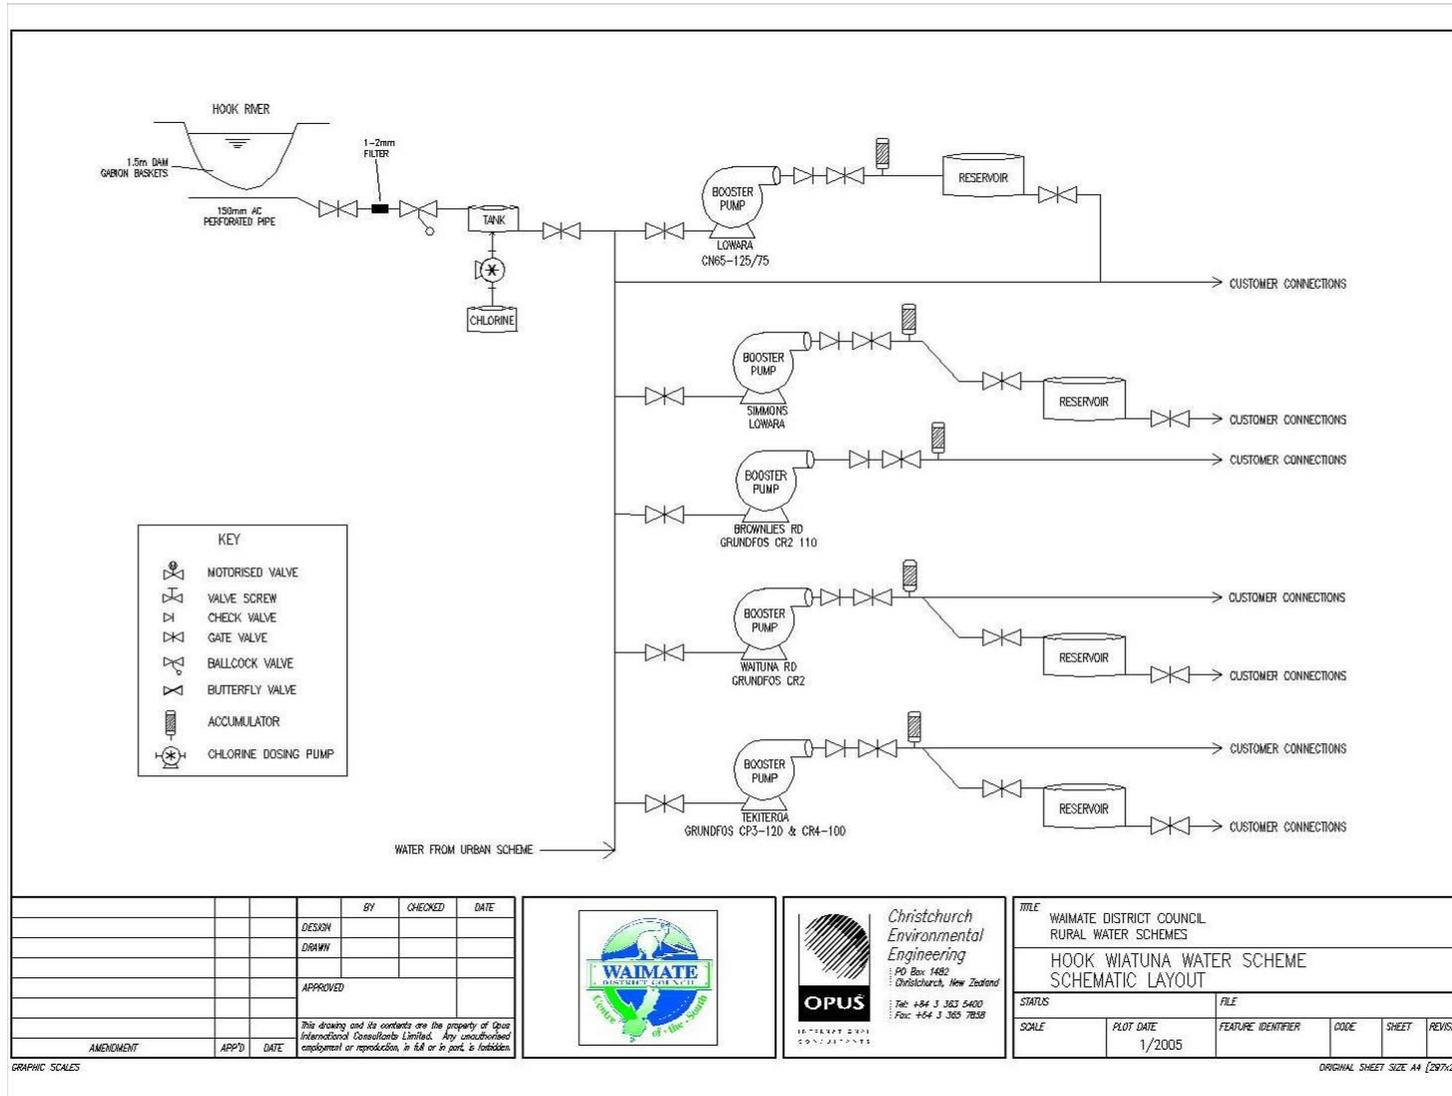 HOOK RIVER
1.5m DAM
GABION BASKETS
150mm AC
PERFORATED PIPE
1-2mm
FILTER
TANK
CHLORINE
BOOSTER
PUMP
LOWARA
CN65-125/75
RESERVOIR
CUSTOMER CONNECTIONS
BOOSTER
PUMP
SIMMONS
LOWARA
RESERVOIR
CUSTOMER CONNECTIONS
BOOSTER
PUMP
BROWNLIES RD
GRUNDFOS CR2 110
CUSTOMER CONNECTIONS
BOOSTER
PUMP
WAITUNA RD
GRUNDFOS CR2
CUSTOMER CONNECTIONS
RESERVOIR
CUSTOMER CONNECTIONS
BOOSTER
PUMP
TEKITEROA
GRUNDFOS CP3-120 & CR4-100
CUSTOMER CONNECTIONS
RESERVOIR
CUSTOMER CONNECTIONS
WATER FROM URBAN SCHEME
KEY
MOTORISED VALVE
VALVE SCREW
CHECK VALVE
GATE VALVE
BALLCOCK VALVE
BUTTERFLY VALVE
ACCUMULATOR
CHLORINE DOSING PUMP
AMENDMENT APP'D DATE
BY CHECKED DATE
DESIGN
DRAWN
APPROVED
This drawing and its contents are the property of Opus
International Consultants Limited. Any unauthorised
employment or reproduction, in full or in part, is forbidden.
WAIMATE
DISTRICT COUNCIL
Centre of the South
OPUS
INTERNATIONAL
CONSULTANTS
Christchurch
Environmental
Engineering
PO Box 1482
Christchurch, New Zealand
Tel: +64 3 363 5400
Fax: +64 3 365 7858
TITLE
WAIMATE DISTRICT COUNCIL
RURAL WATER SCHEMES
HOOK WIATUNA WATER SCHEME
SCHEMATIC LAYOUT
STATUS FILE
SCALE PLOT DATE FEATURE IDENTIFIER CODE SHEET
1/2005
GRAPHIC SCALES
ORIGINAL SHEET SIZE A4